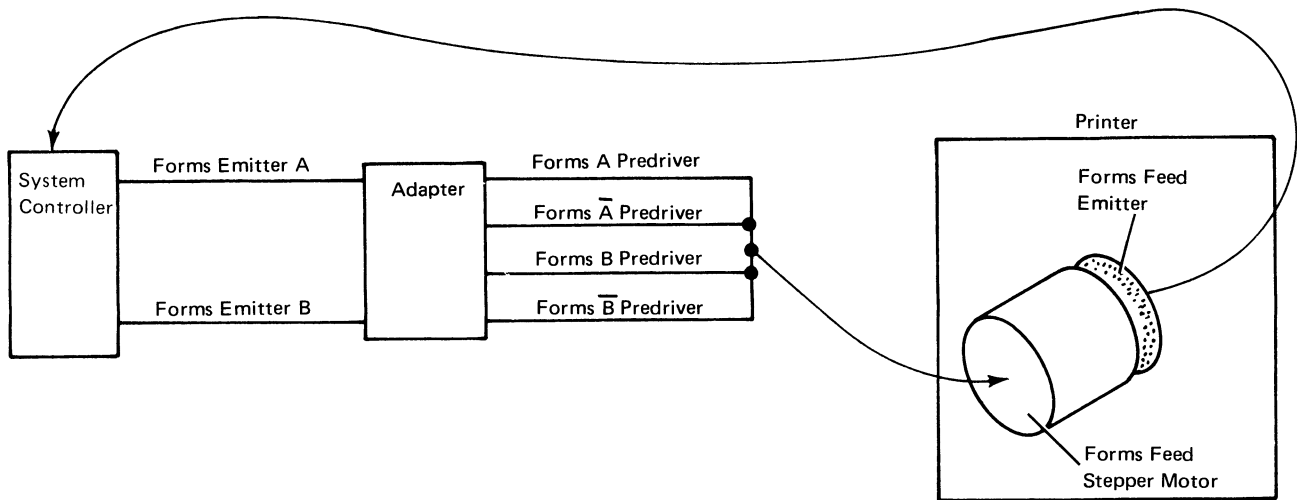 Printer
System
Controller
Forms Emitter A
Forms Emitter B
Adapter
Forms A Predriver
Forms A̅ Predriver
Forms B Predriver
Forms B̅ Predriver
Forms Feed
Emitter
Forms Feed
Stepper Motor